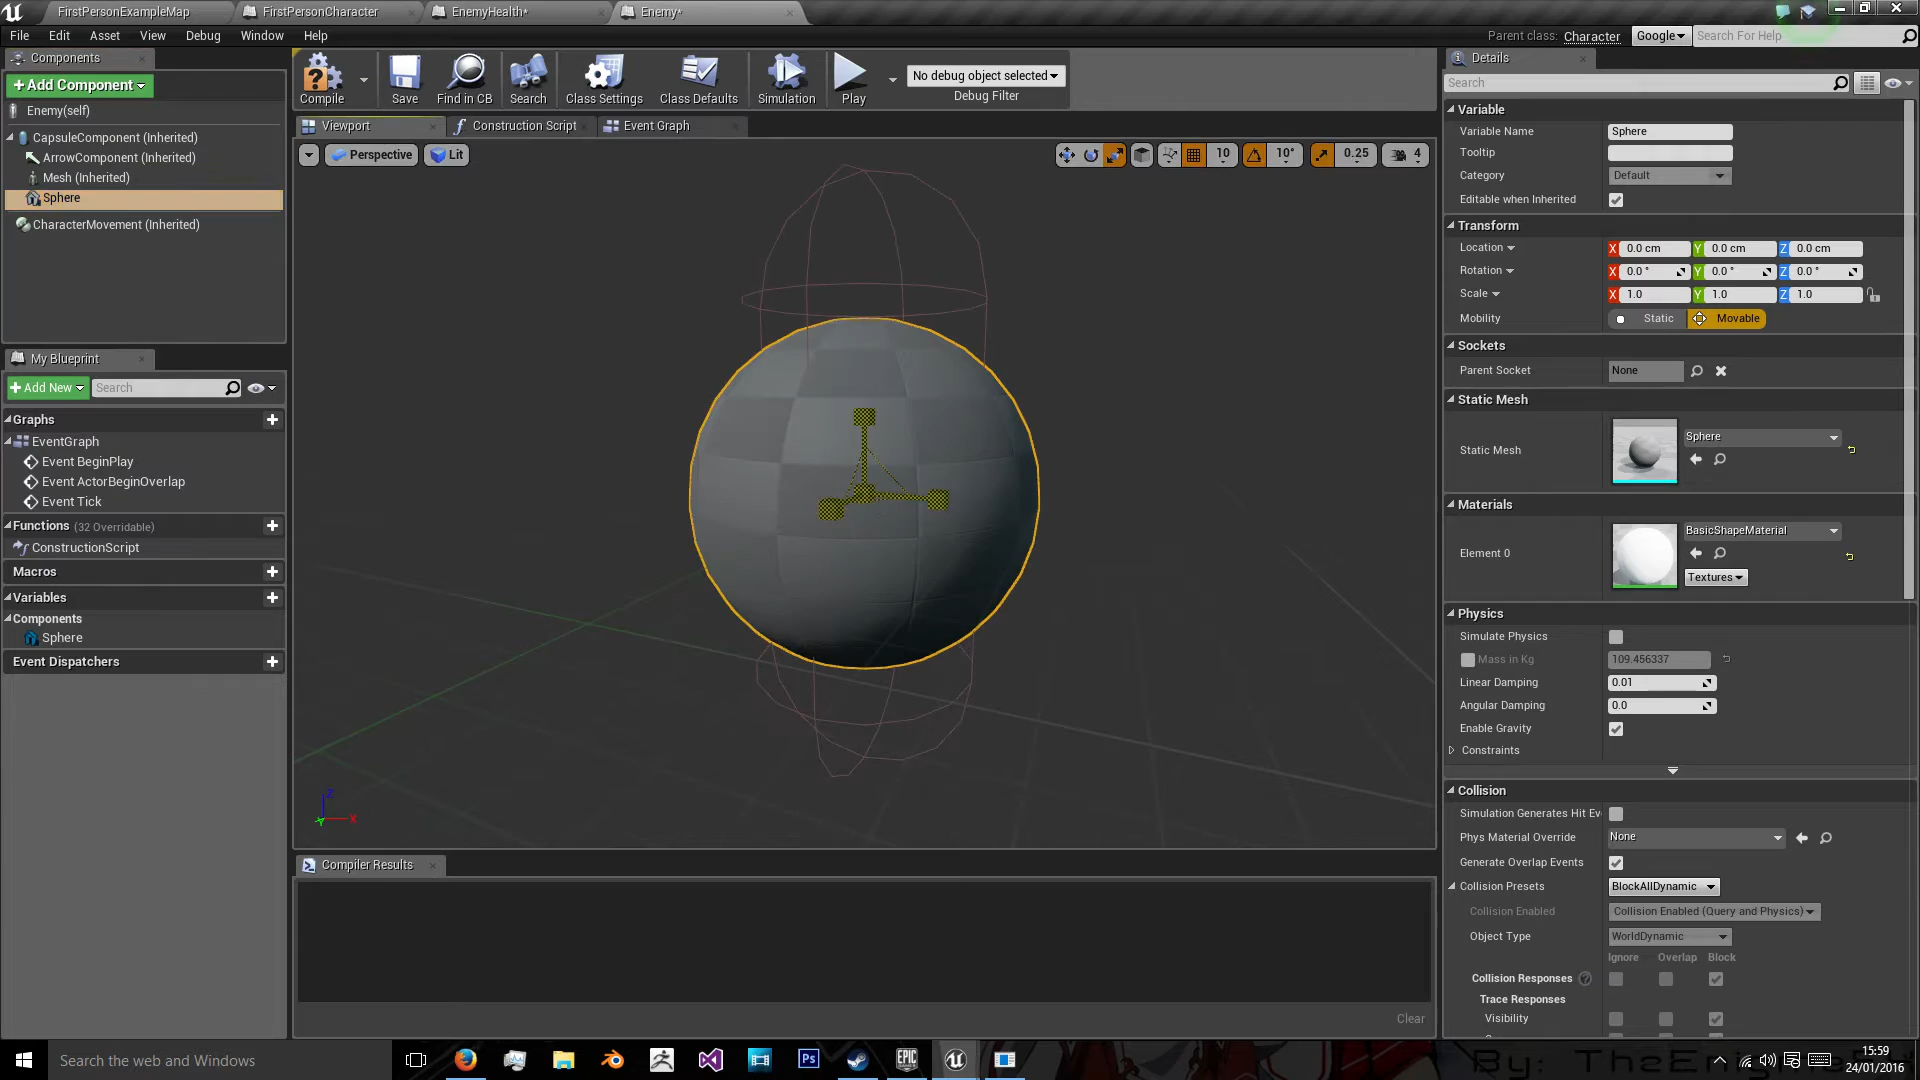 FirstPersonExampleMap
FirstPersonCharacter
EnemyHealth*
Enemy*
File Edit Asset View Debug Window Help
Parent class: Character
Google
Search For Help
Components
+Add Component
Enemy(self)
CapsuleComponent (Inherited)
ArrowComponent (Inherited)
Mesh (Inherited)
Sphere
CharacterMovement (Inherited)
My Blueprint
+Add New
Search
Graphs
EventGraph
Event BeginPlay
Event ActorBeginOverlap
Event Tick
Functions (32 Overridable)
ConstructionScript
Macros
Variables
Components
Sphere
Event Dispatchers
Compile
Save
Find in CB
Search
Class Settings
Class Defaults
Simulation
Play
No debug object selected
Debug Filter
Viewport
Construction Script
Event Graph
Perspective
Lit
10
10°
0.25
4
Z
X
Y
Compiler Results
Clear
Details
Search
Variable
Variable Name Sphere
Tooltip
Category Default
Editable when Inherited
Transform
Location X 0.0 cm Y 0.0 cm Z 0.0 cm
Rotation X 0.0 ° Y 0.0 ° Z 0.0 °
Scale X 1.0 Y 1.0 Z 1.0
Mobility Static Movable
Sockets
Parent Socket None
Static Mesh
Static Mesh Sphere
Materials
Element 0 BasicShapeMaterial
Textures
Physics
Simulate Physics
Mass in Kg 109.456337
Linear Damping 0.01
Angular Damping 0.0
Enable Gravity
Constraints
Collision
Simulation Generates Hit Ev
Phys Material Override None
Generate Overlap Events
Collision Presets BlockAllDynamic
Collision Enabled Collision Enabled (Query and Physics)
Object Type WorldDynamic
Ignore Overlap Block
Collision Responses
Trace Responses
Visibility
Search the web and Windows
Ps
EPIC
By:
15:59
24/01/2016